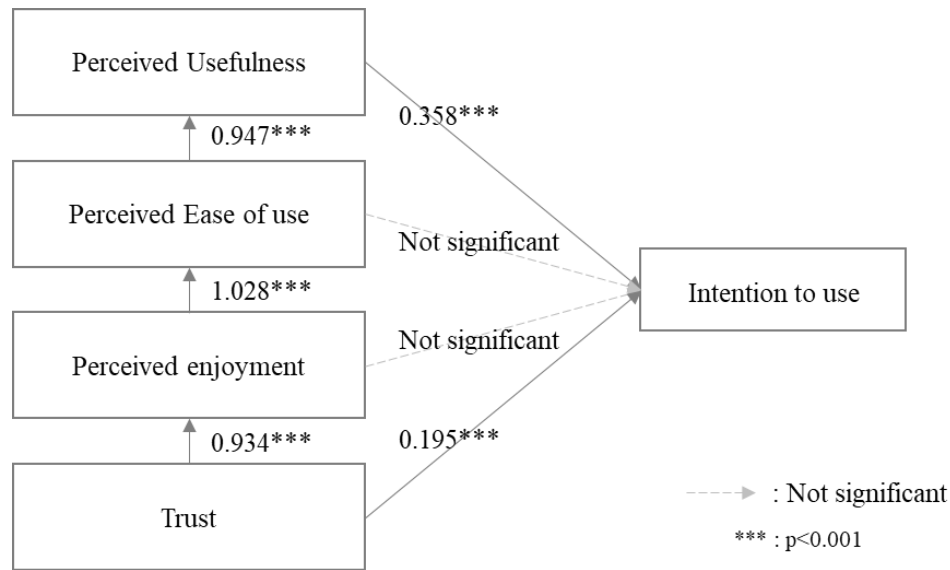 Perceived Usefulness
0.358***
0.947***
Perceived Ease of use
Not significant
Intention to use
1.028***
Not significant
Perceived enjoyment
0.934***
0.195***
Trust
: Not significant
*** : p<0.001